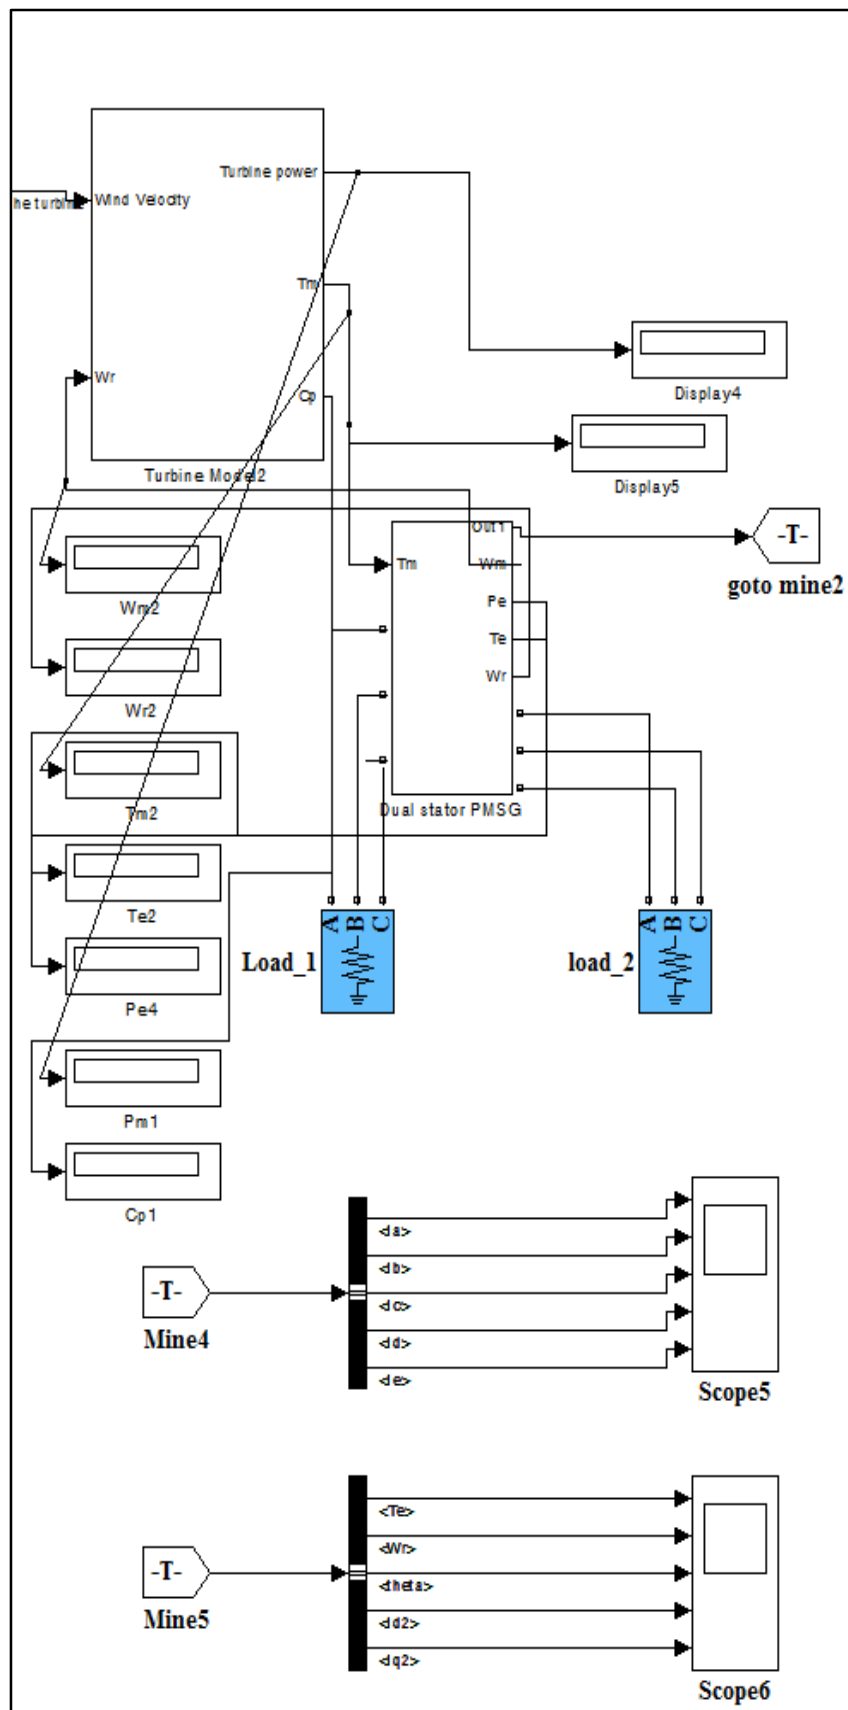 Turbine power
he turbine
Wind Velocity
Tm
Wr
Cp
Turbine Model2
Display4
Display5
Out1
Tm
Wm
Pe
Te
Wr
Dual stator PMSG
-T-
goto mine2
Wm2
Wr2
Tm2
Te2
Pe4
Pm1
Cp1
A B C
Load_1
A B C
load_2
-T-
Mine4
<ia>
<ib>
<ic>
<id>
<ie>
Scope5
-T-
Mine5
<Te>
<Wr>
<theta>
<id2>
<iq2>
Scope6